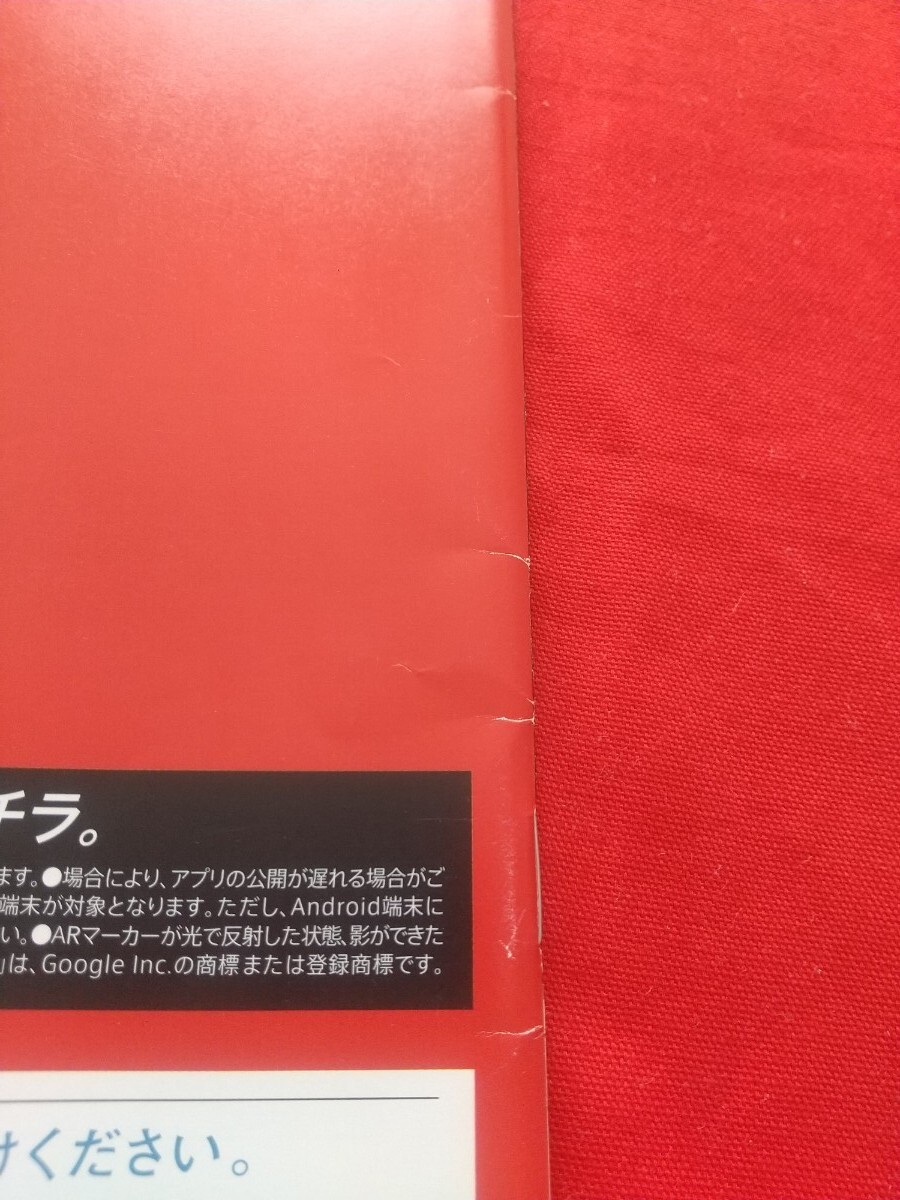 チラ。
ます。●場合により、アプリの公開が遅れる場合がご
端末が対象となります。ただし、Android端末に
い。●ARマーカーが光で反射した状態、影ができた
」は、Google Inc.の商標または登録商標です。
けください。